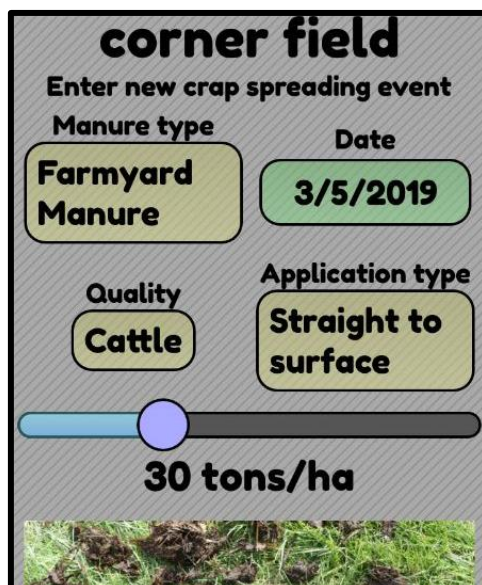 corner field
Enter new crap spreading event
Manure type
Farmyard
Manure
Date
3/5/2019
Quality
Cattle
Application type
Straight to
surface
30 tons/ha